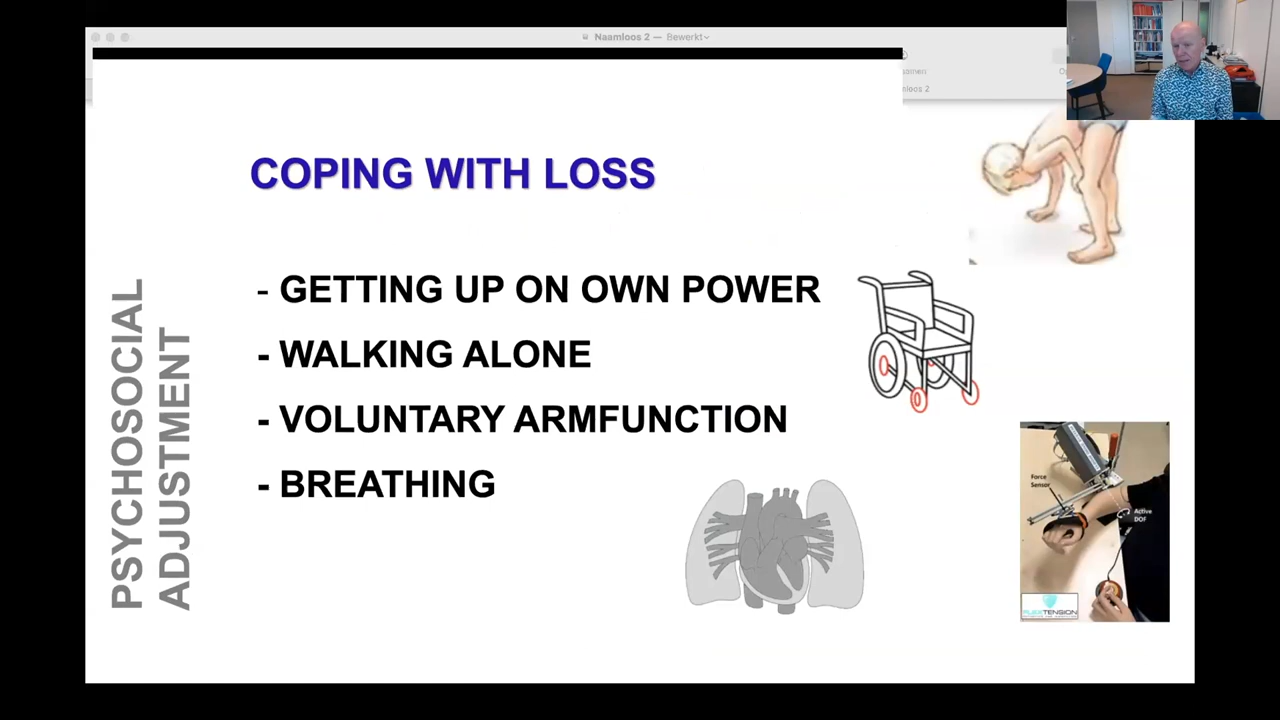 Naamloos 2 — Bewerkt
COPING WITH LOSS
- GETTING UP ON OWN POWER
- WALKING ALONE
- VOLUNTARY ARMFUNCTION
- BREATHING
PSYCHOSOCIAL
ADJUSTMENT
Force
Sensor
Active
DOF